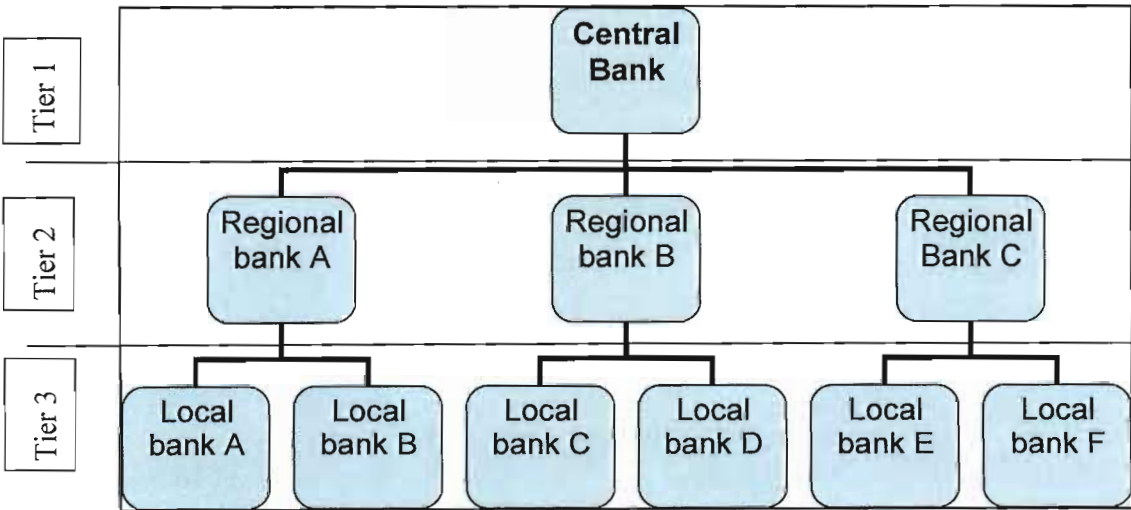 Tier 1
Central
Bank
Tier 2
Regional
bank A
Regional
bank B
Regional
Bank C
Tier 3
Local
bank A
Local
bank B
Local
bank C
Local
bank D
Local
bank E
Local
bank F